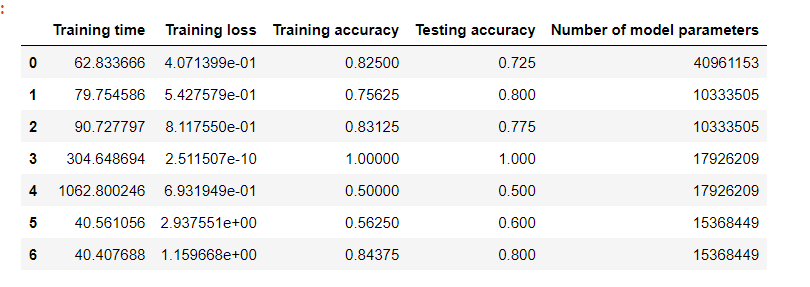 :
Training time Training loss Training accuracy Testing accuracy Number of model parameters
0 62.833666 4.071399e-01 0.82500 0.725 40961153
1 79.754586 5.427579e-01 0.75625 0.800 10333505
2 90.727797 8.117550e-01 0.83125 0.775 10333505
3 304.648694 2.511507e-10 1.00000 1.000 17926209
4 1062.800246 6.931949e-01 0.50000 0.500 17926209
5 40.561056 2.937551e+00 0.56250 0.600 15368449
6 40.407688 1.159668e+00 0.84375 0.800 15368449